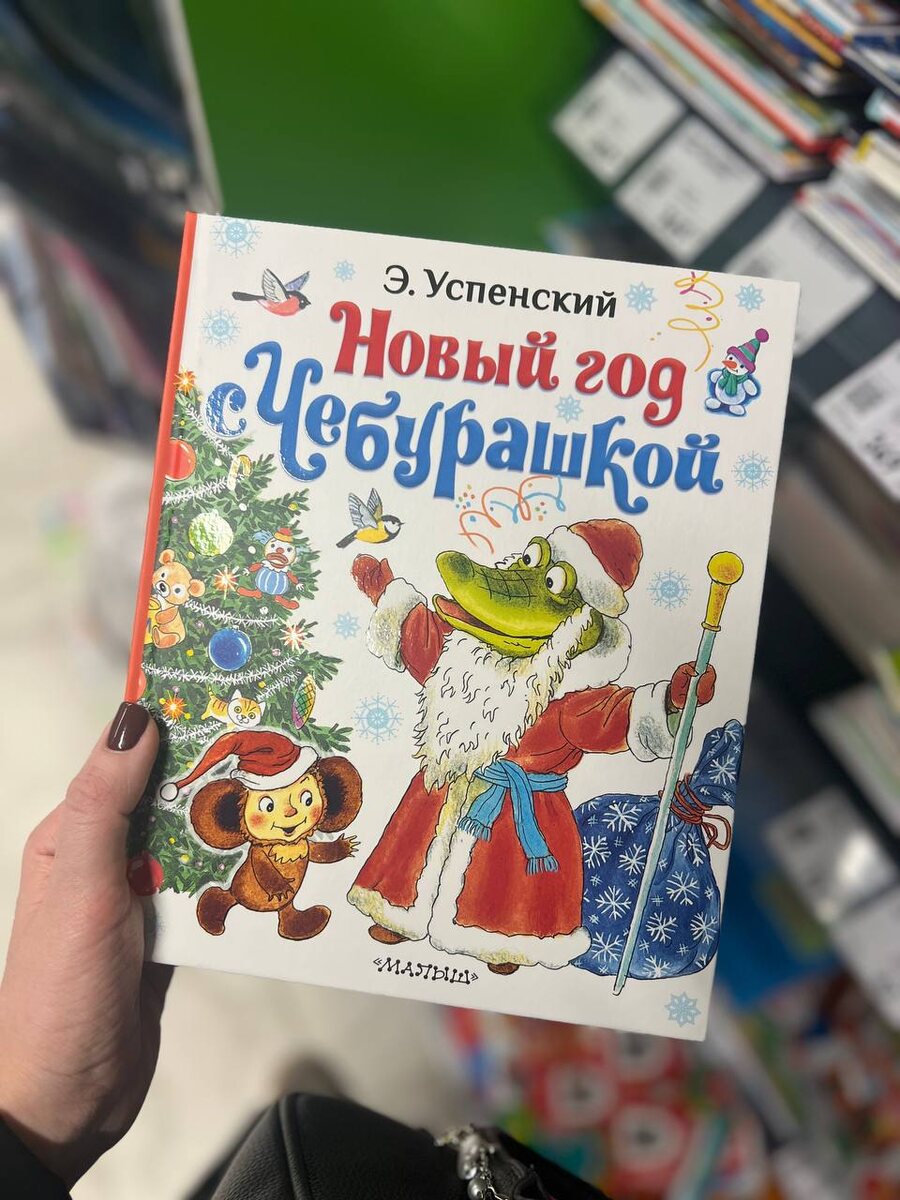 Э. Успенский
Новый год
с Чебурашкой
«МАЛЫШ»